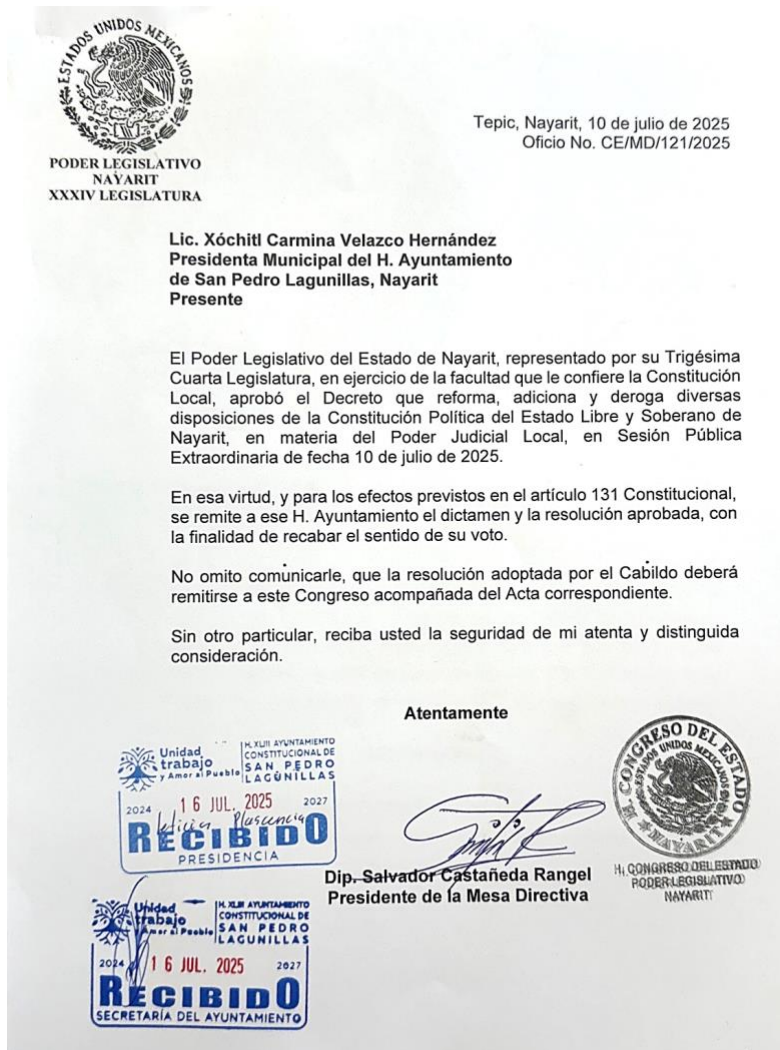 ESTADOS UNIDOS MEXICANOS
PODER LEGISLATIVO
NAYARIT
XXXIV LEGISLATURA
Tepic, Nayarit, 10 de julio de 2025
Oficio No. CE/MD/121/2025
Lic. Xóchitl Carmina Velazco Hernández
Presidenta Municipal del H. Ayuntamiento
de San Pedro Lagunillas, Nayarit
Presente
El Poder Legislativo del Estado de Nayarit, representado por su Trigésima
Cuarta Legislatura, en ejercicio de la facultad que le confiere la Constitución
Local, aprobó el Decreto que reforma, adiciona y deroga diversas
disposiciones de la Constitución Política del Estado Libre y Soberano de
Nayarit, en materia del Poder Judicial Local, en Sesión Pública
Extraordinaria de fecha 10 de julio de 2025.
En esa virtud, y para los efectos previstos en el artículo 131 Constitucional,
se remite a ese H. Ayuntamiento el dictamen y la resolución aprobada, con
la finalidad de recabar el sentido de su voto.
No omito comunicarle, que la resolución adoptada por el Cabildo deberá
remitirse a este Congreso acompañada del Acta correspondiente.
Sin otro particular, reciba usted la seguridad de mi atenta y distinguida
consideración.
Atentamente
Unidad
trabajo
y Amor al Pueblo
H. XLIII AYUNTAMIENTO
CONSTITUCIONAL DE
SAN PEDRO
LAGUNILLAS
2024 16 JUL. 2025 2027
Leticia Plascencia
RECIBIDO
PRESIDENCIA
H. CONGRESO DEL ESTADO
ESTADOS UNIDOS MEXICANOS
NAYARIT
H. CONGRESO DEL ESTADO
PODER LEGISLATIVO
NAYARIT
Dip. Salvador Castañeda Rangel
Presidente de la Mesa Directiva
Unidad
trabajo
y Amor al Pueblo
H. XLIII AYUNTAMIENTO
CONSTITUCIONAL DE
SAN PEDRO
LAGUNILLAS
2024 16 JUL. 2025 2027
RECIBIDO
SECRETARÍA DEL AYUNTAMIENTO